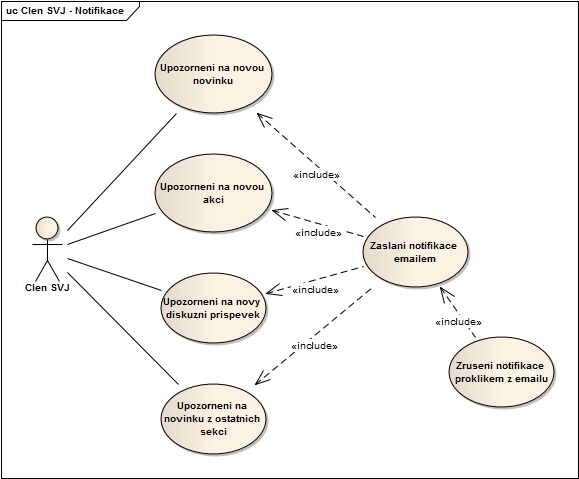 uc Clen SVJ - Notifikace
Upozorneni na novou
novinku
«include»
Upozorneni na novou
akci
«include»
Zaslani notifikace
emailem
Clen SVJ
«include»
Upozorneni na novy
diskuzni prispevek
«include»
«include»
Zruseni notifikace
proklikem z emailu
Upozorneni na
novinku z ostatnich
sekci